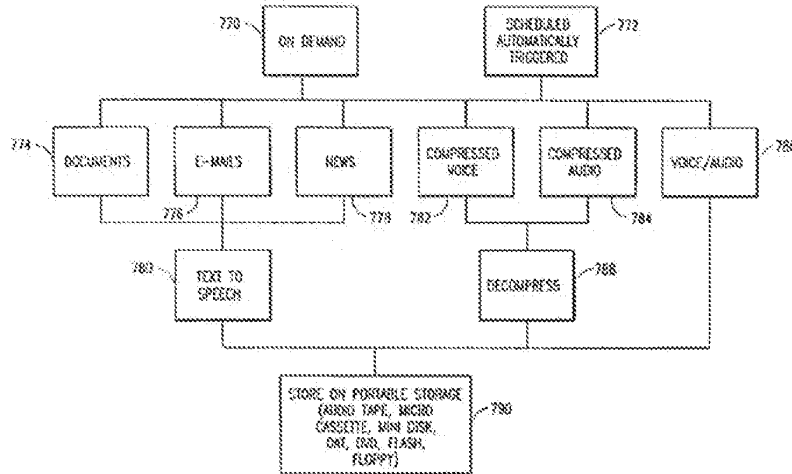 770
ON DEMAND
SCHEDULED
AUTOMATICALLY
TRIGGERED
772
774
DOCUMENTS
E-MAILS
776
NEWS
778
COMPRESSED
VOICE
782
COMPRESSED
AUDIO
784
VOICE/AUDIO
780
TEXT TO
SPEECH
DECOMPRESS
788
STORE ON PORTABLE STORAGE
(AUDIO TAPE, MICRO
CASSETTE, MINI DISK,
DAT, DVD, FLASH,
FLOPPY)
790